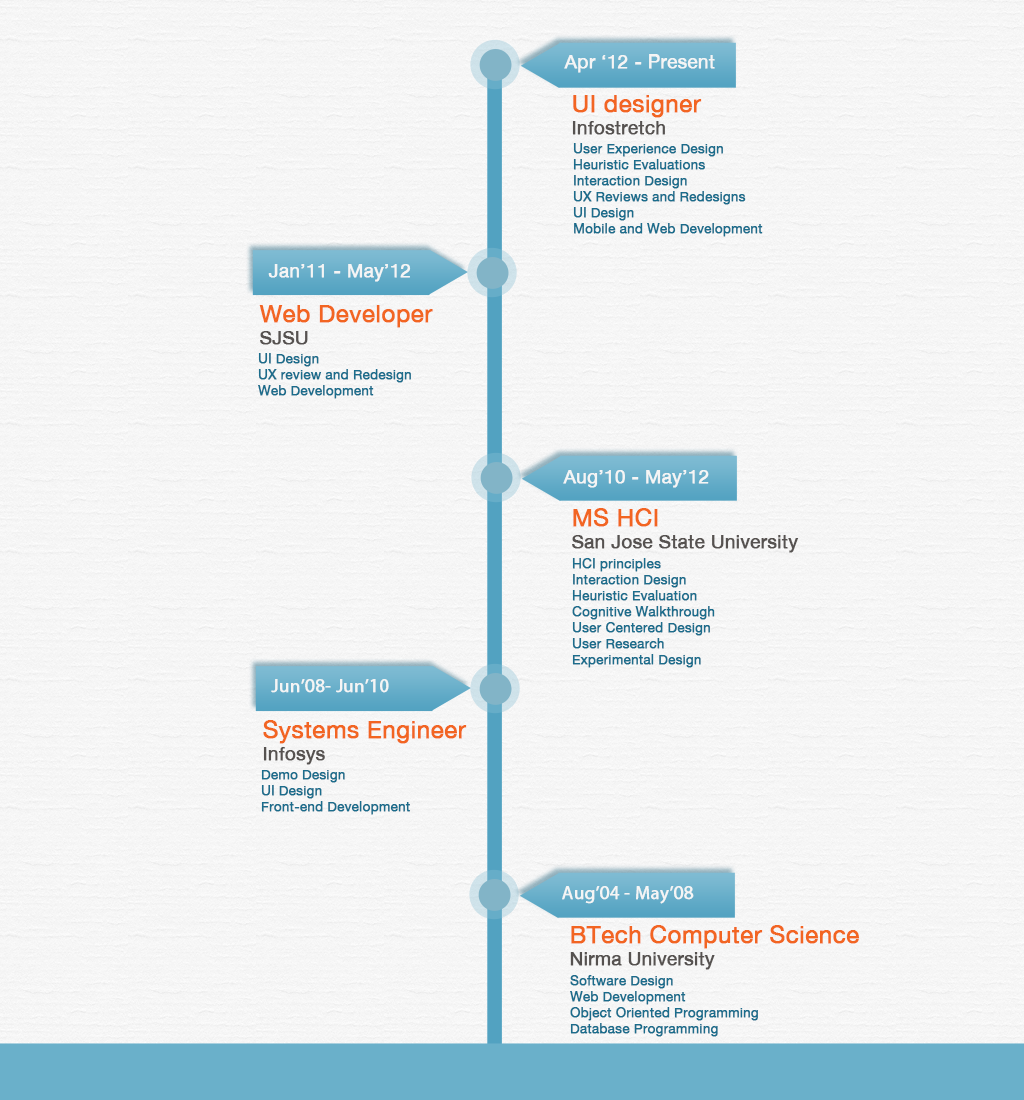 Apr ‘12 - Present
UI designer
Infostretch
User Experience Design
Heuristic Evaluations
Interaction Design
UX Reviews and Redesigns
UI Design
Mobile and Web Development
Jan’11 - May’12
Web Developer
SJSU
UI Design
UX review and Redesign
Web Development
Aug’10 - May’12
MS HCI
San Jose State University
HCI principles
Interaction Design
Heuristic Evaluation
Cognitive Walkthrough
User Centered Design
User Research
Experimental Design
Jun’08- Jun’10
Systems Engineer
Infosys
Demo Design
UI Design
Front-end Development
Aug’04 - May’08
BTech Computer Science
Nirma University
Software Design
Web Development
Object Oriented Programming
Database Programming